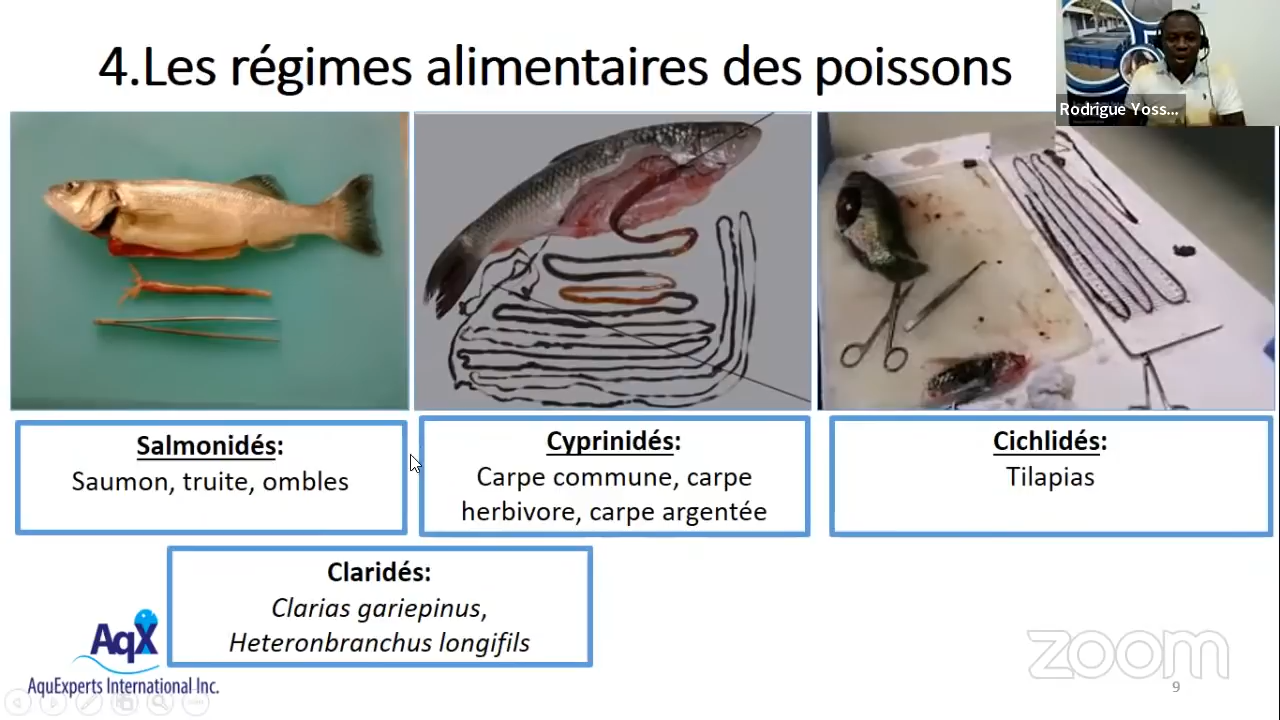 4.Les régimes alimentaires des poissons
Rodrigue Yoss...
Salmonidés:
Saumon, truite, ombles
Cyprinidés:
Carpe commune, carpe
herbivore, carpe argentée
Cichlidés:
Tilapias
Claridés:
Clarias gariepinus,
Heteronbranchus longifils
AqX
AquExperts International Inc.
zoom
9